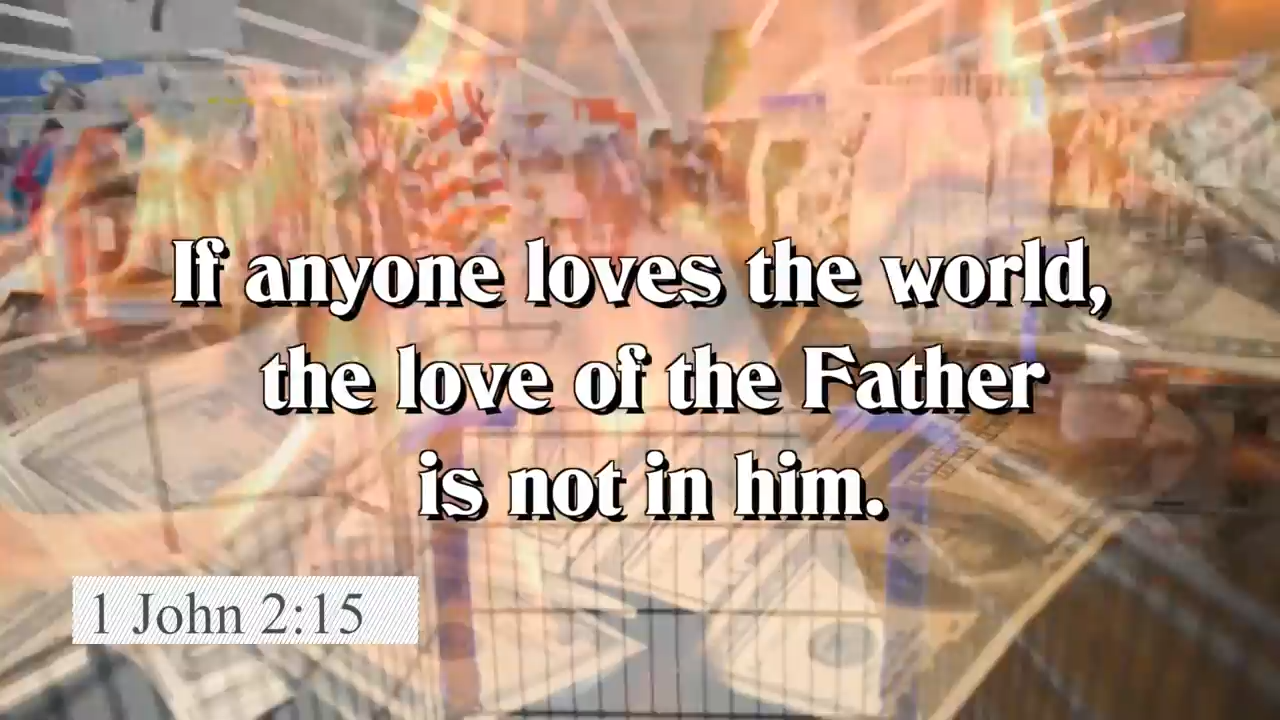 If anyone loves the world,
the love of the Father
is not in him.
1 John 2:15